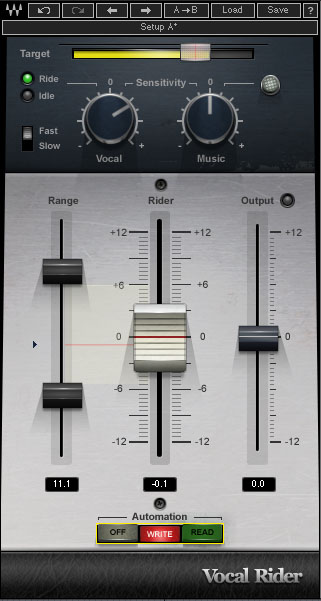 A→B Load Save ?
Setup A*
Target
Ride 0 Sensitivity 0
Idle
Fast
Slow
- + - +
Vocal Music
Range Rider Output
+12 +12 +12
+6 +6
0 0 0
-6 -6
-12 -12 -12
11.1 -0.1 0.0
Automation
OFF WRITE READ
Vocal Rider